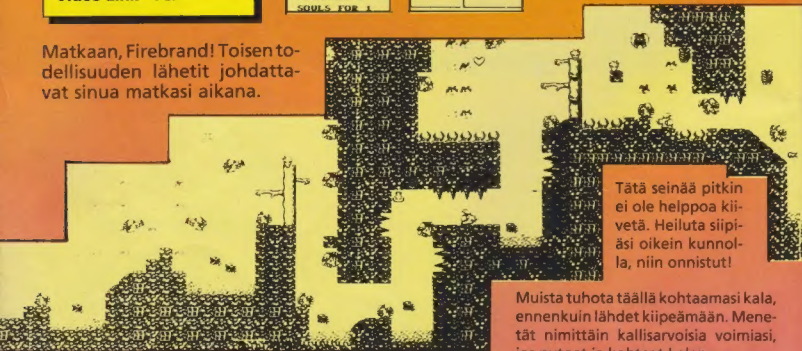 SOULS FOR 1
Matkaan, Firebrand! Toisen to-
dellisuuden lähetit johdatta-
vat sinua matkasi aikana.
Tätä seinää pitkin
ei ole helppoa kii-
vetä. Heiluta siipi-
äsi oikein kunnol-
la, niin onnistut!
Muista tuhota täällä kohtaamasi kala,
ennenkuin lähdet kiipeämään. Mene-
tät nimittäin kallisarvoisia voimiasi,